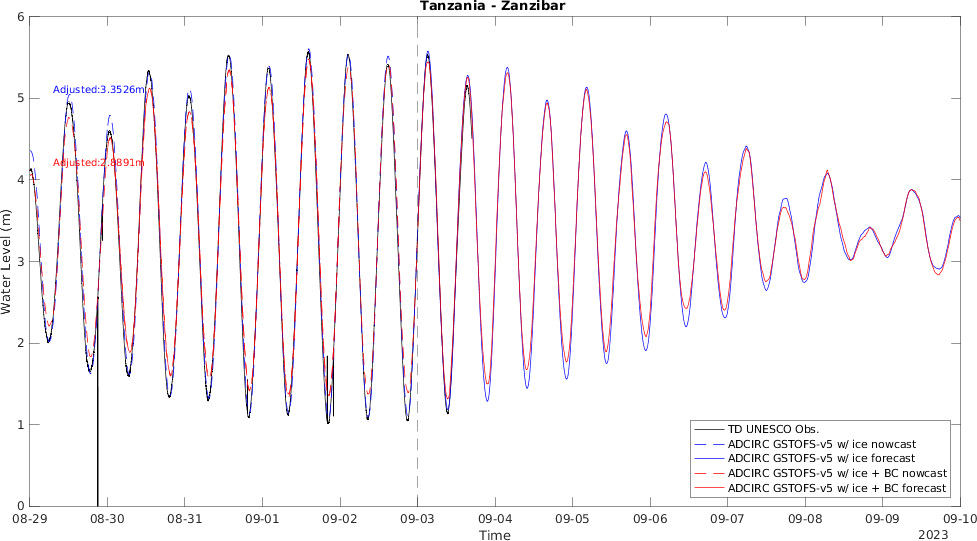 Tanzania - Zanzibar
6
5
4
3
2
1
0
Water Level (m)
Adjusted:3.3526m
Adjusted:2.8891m
TD UNESCO Obs.
ADCIRC GSTOFS-v5 w/ ice nowcast
ADCIRC GSTOFS-v5 w/ ice forecast
ADCIRC GSTOFS-v5 w/ ice + BC nowcast
ADCIRC GSTOFS-v5 w/ ice + BC forecast
08-29 08-30 08-31 09-01 09-02 09-03 09-04 09-05 09-06 09-07 09-08 09-09 09-10
Time
2023